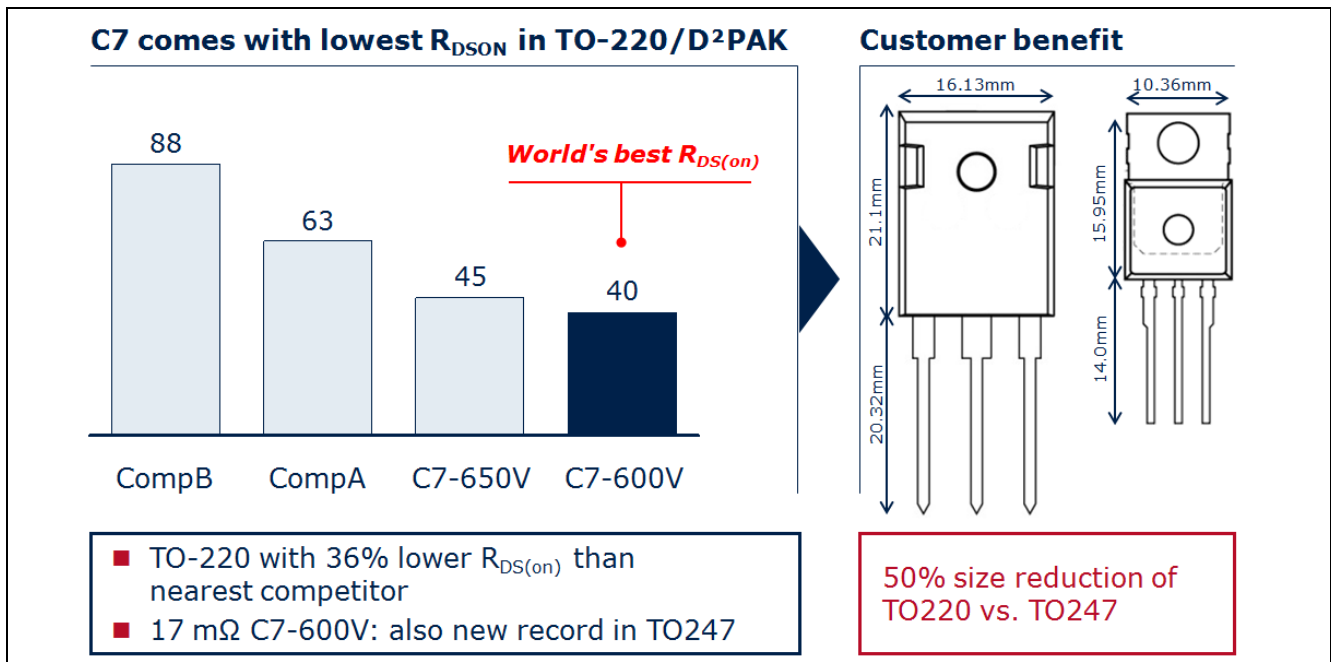 C7 comes with lowest RDSON in TO-220/D²PAK
88
63
45
40
World's best RDS(on)
CompB
CompA
C7-650V
C7-600V
■ TO-220 with 36% lower RDS(on) than
nearest competitor
■ 17 mΩ C7-600V: also new record in TO247
Customer benefit
16.13mm
10.36mm
21.1mm
15.95mm
20.32mm
14.0mm
50% size reduction of
TO220 vs. TO247